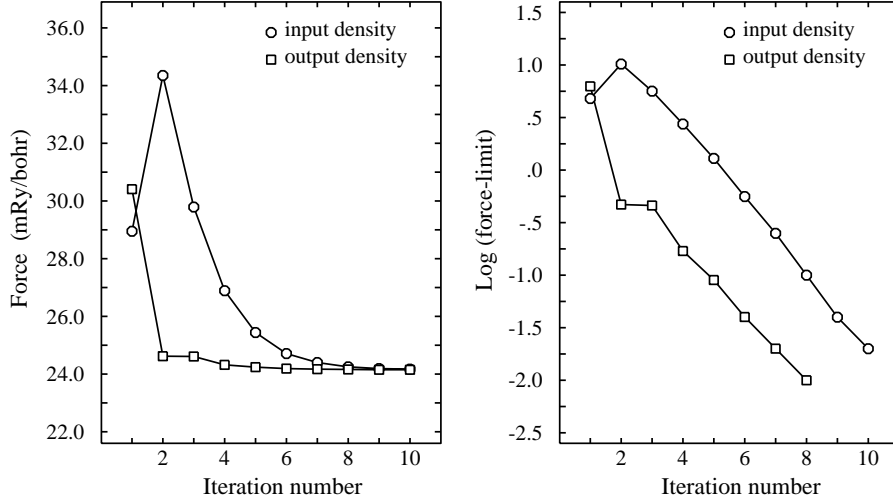 36.0
34.0
32.0
30.0
28.0
26.0
24.0
22.0
Force (mRy/bohr)
input density
output density
2 4 6 8 10
Iteration number
1.5
1.0
.5
.0
-.5
-1.0
-1.5
-2.0
-2.5
Log (force-limit)
input density
output density
2 4 6 8 10
Iteration number